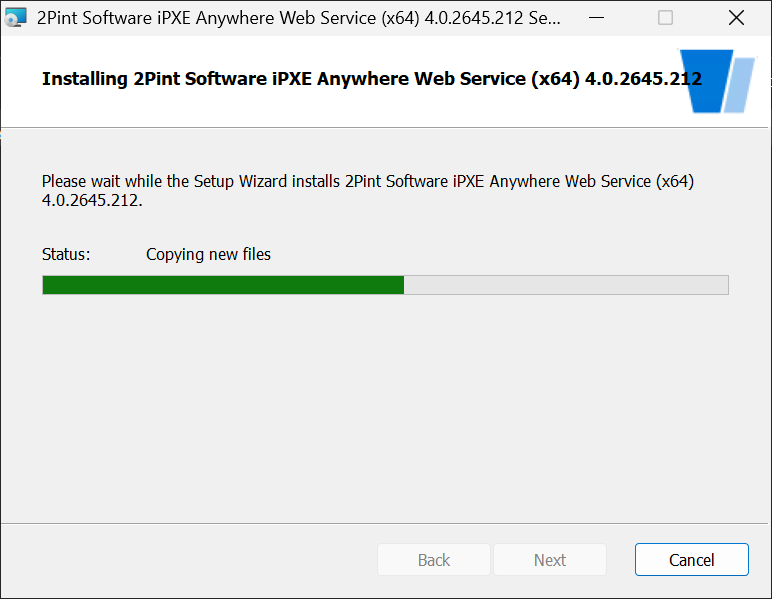 2Pint Software iPXE Anywhere Web Service (x64) 4.0.2645.212 Se...
Installing 2Pint Software iPXE Anywhere Web Service (x64) 4.0.2645.212
Please wait while the Setup Wizard installs 2Pint Software iPXE Anywhere Web Service (x64)
4.0.2645.212.
Status: Copying new files
Back Next Cancel